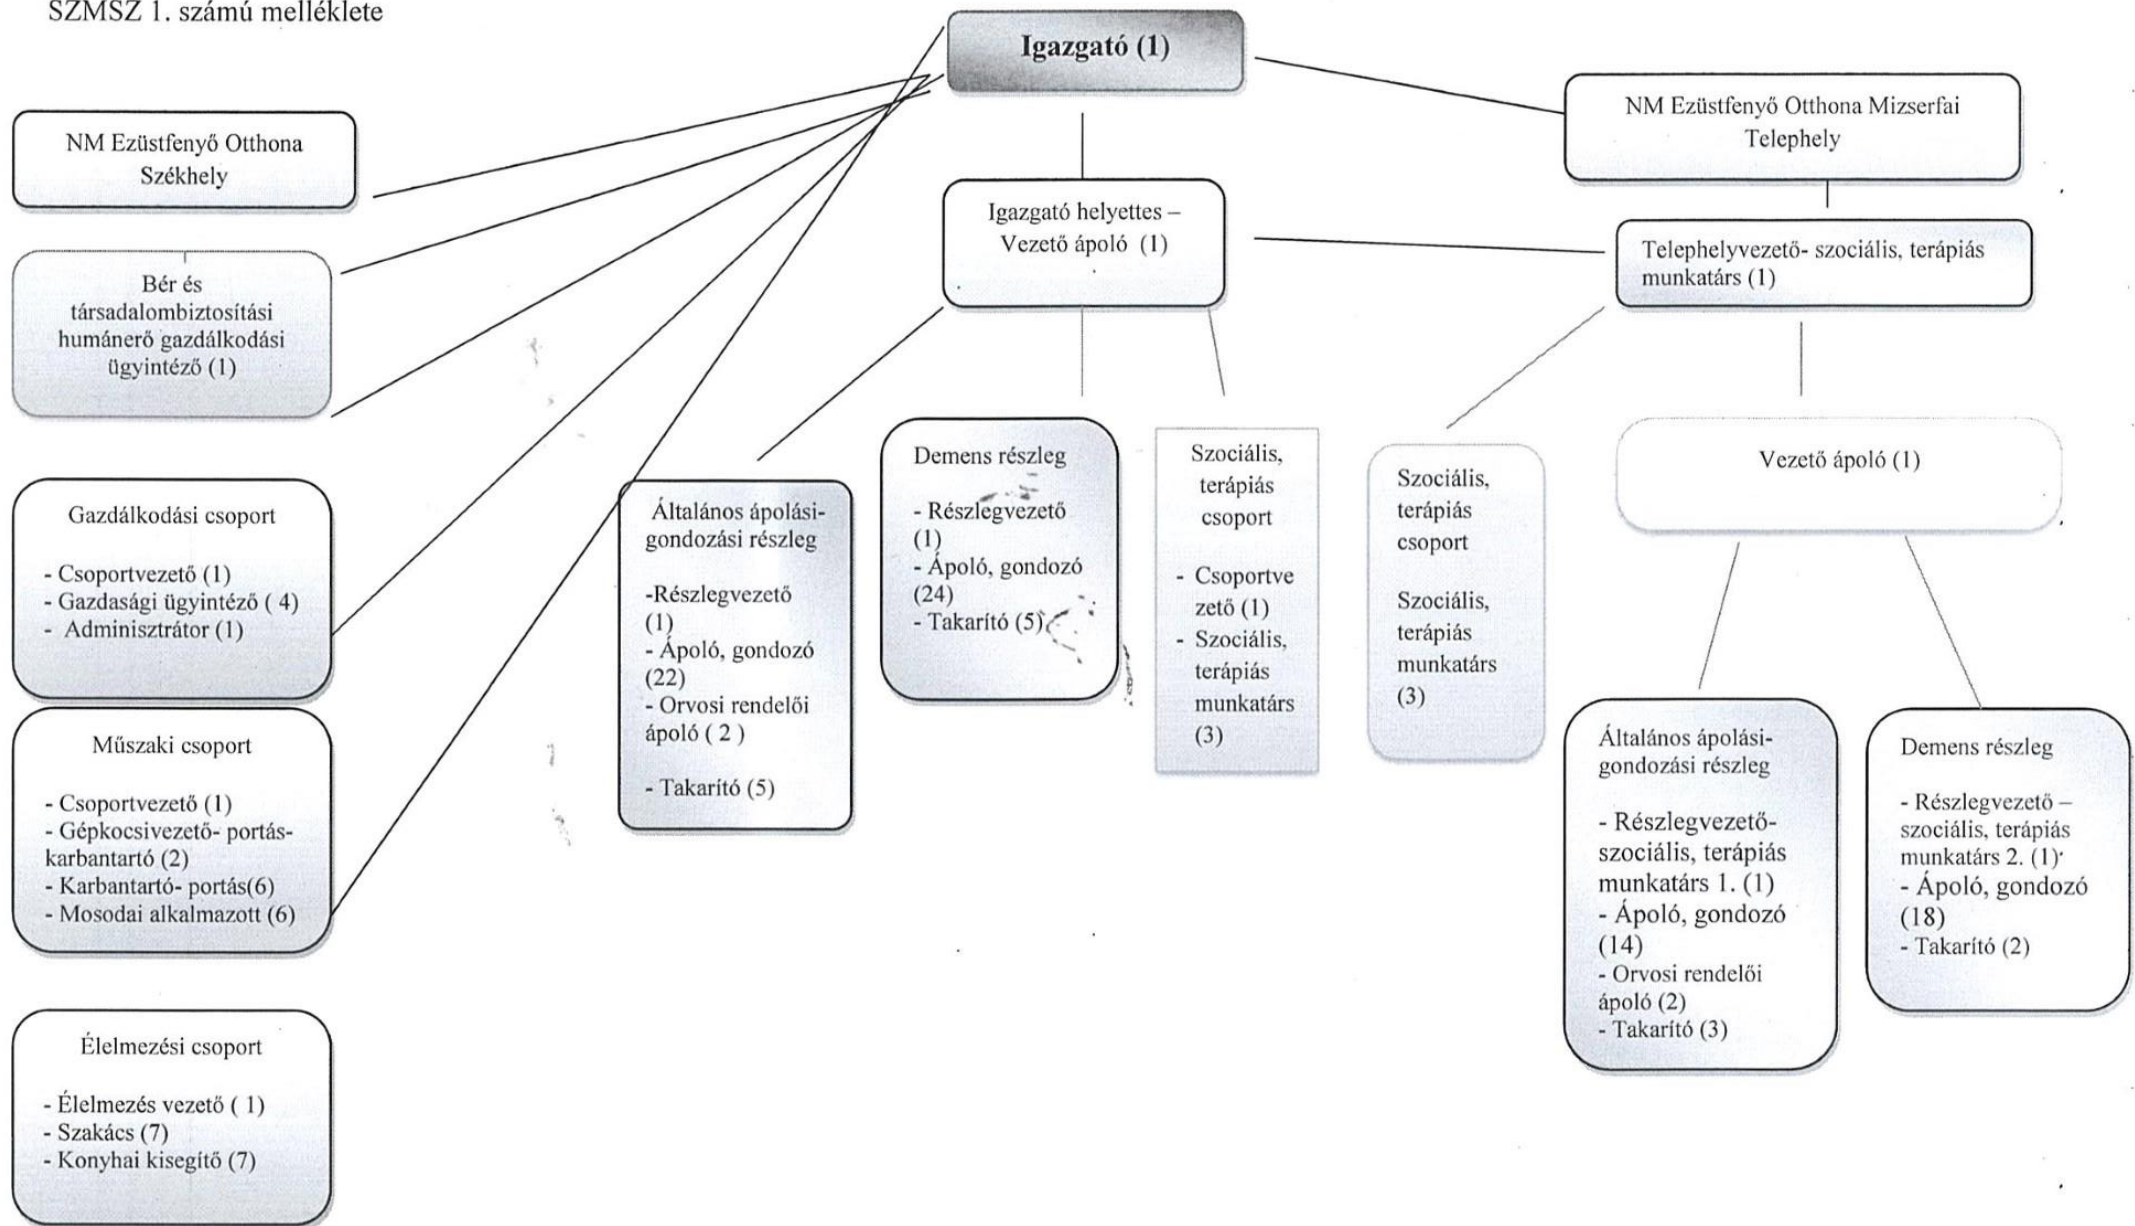 SZMSZ 1. számú melléklete
Igazgató (1)
NM Ezüstfenyő Otthona
Székhely
NM Ezüstfenyő Otthona Mizserfai
Telephely
Igazgató helyettes –
Vezető ápoló (1)
Telephelyvezető- szociális, terápiás
munkatárs (1)
Bér és
társadalombiztosítási
humánerő gazdálkodási
ügyintéző (1)
Gazdálkodási csoport
- Csoportvezető (1)
- Gazdasági ügyintéző ( 4)
- Adminisztrátor (1)
Műszaki csoport
- Csoportvezető (1)
- Gépkocsivezető- portás-
karbantartó (2)
- Karbantartó- portás(6)
- Mosodai alkalmazott (6)
Élelmezési csoport
- Élelmezés vezető ( 1)
- Szakács (7)
- Konyhai kisegítő (7)
Általános ápolási-
gondozási részleg
-Részlegvezető
(1)
- Ápoló, gondozó
(22)
- Orvosi rendelői
ápoló ( 2 )
- Takarító (5)
Demens részleg
- Részlegvezető
(1)
- Ápoló, gondozó
(24)
- Takarító (5)
Szociális,
terápiás
csoport
- Csoportve
zető (1)
- Szociális,
terápiás
munkatárs
(3)
Szociális,
terápiás
csoport
Szociális,
terápiás
munkatárs
(3)
Vezető ápoló (1)
Általános ápolási-
gondozási részleg
- Részlegvezető-
szociális, terápiás
munkatárs 1. (1)
- Ápoló, gondozó
(14)
- Orvosi rendelői
ápoló (2)
- Takarító (3)
Demens részleg
- Részlegvezető –
szociális, terápiás
munkatárs 2. (1)
- Ápoló, gondozó
(18)
- Takarító (2)